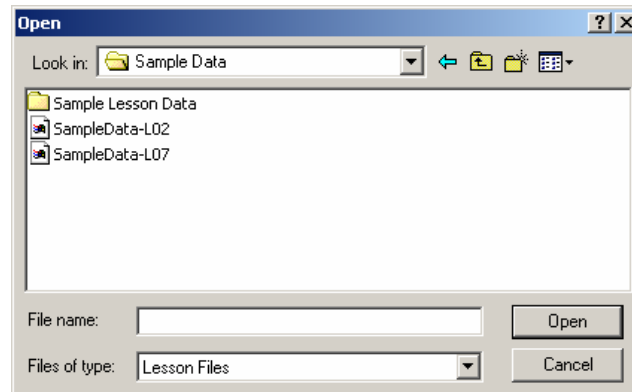 Open
Look in: Sample Data
Sample Lesson Data
SampleData-L02
SampleData-L07
File name: Open
Files of type: Lesson Files Cancel